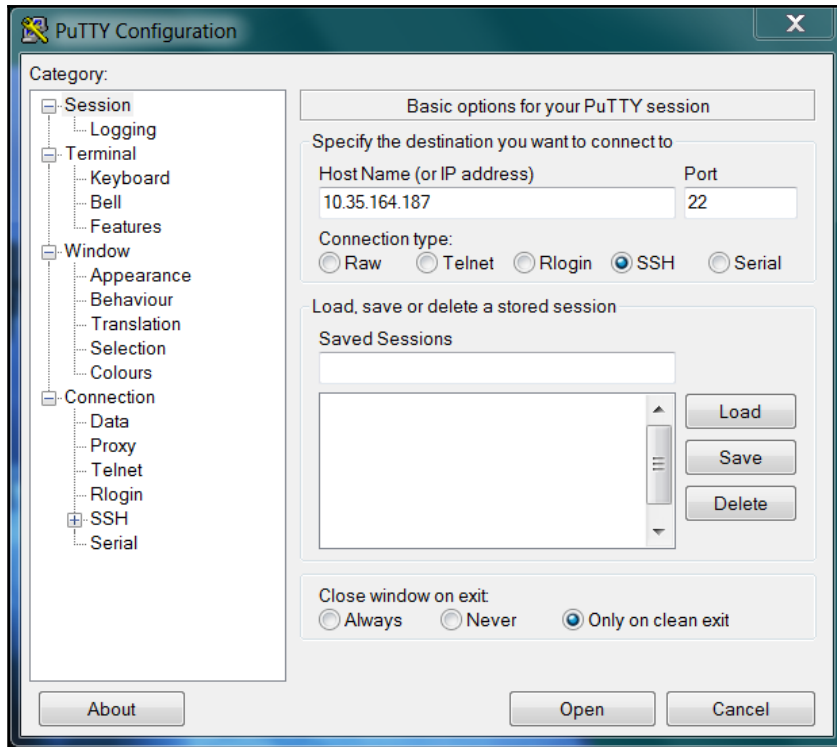 PuTTY Configuration
X
Category:
Session
Logging
Terminal
Keyboard
Bell
Features
Window
Appearance
Behaviour
Translation
Selection
Colours
Connection
Data
Proxy
Telnet
Rlogin
SSH
Serial
Basic options for your PuTTY session
Specify the destination you want to connect to
Host Name (or IP address) Port
10.35.164.187 22
Connection type:
Raw Telnet Rlogin SSH Serial
Load, save or delete a stored session
Saved Sessions
Load
Save
Delete
Close window on exit:
Always Never Only on clean exit
About Open Cancel